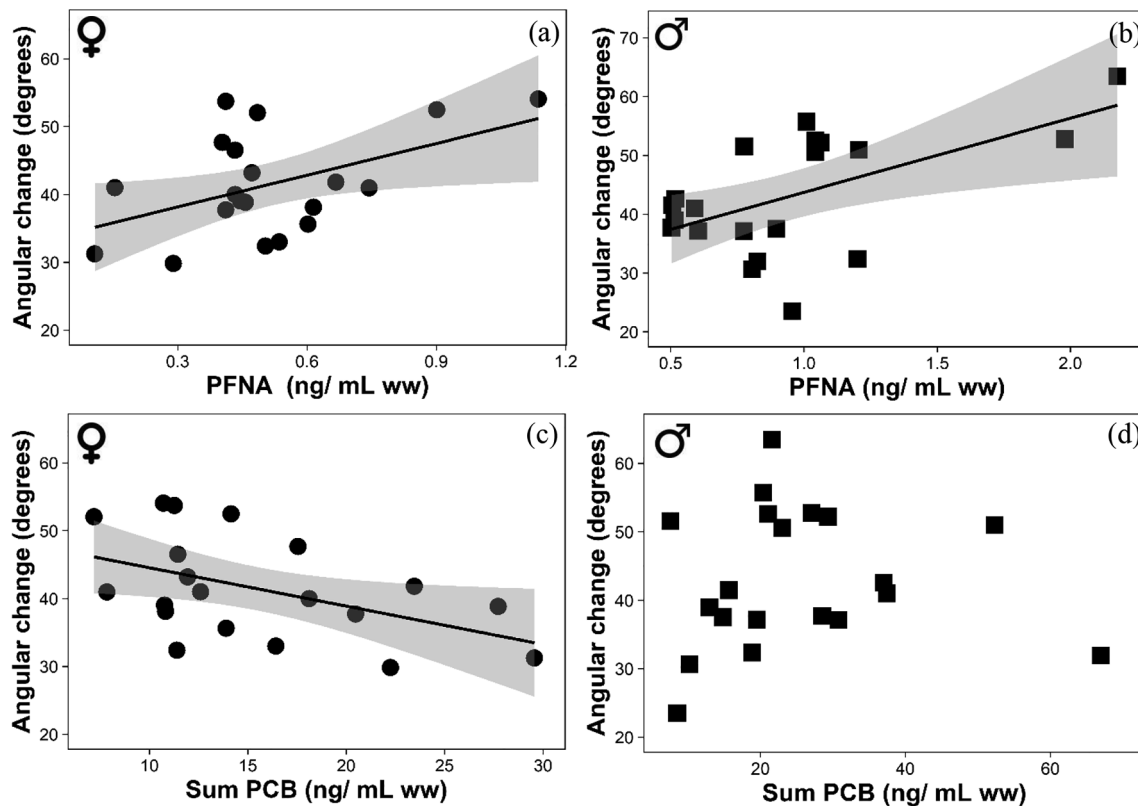 (a)
Angular change (degrees)
60
50
40
30
20
0.3 0.6 0.9 1.2
PFNA (ng/ mL ww)
(b)
Angular change (degrees)
70
60
50
40
30
20
0.5 1.0 1.5 2.0
PFNA (ng/ mL ww)
(c)
Angular change (degrees)
60
50
40
30
20
10 15 20 25 30
Sum PCB (ng/ mL ww)
(d)
Angular change (degrees)
60
50
40
30
20
20 40 60
Sum PCB (ng/ mL ww)